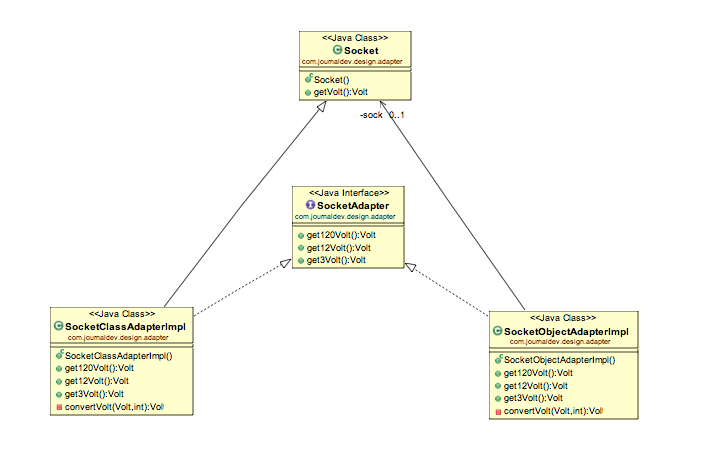 <<Java Class>>
Socket
com.journaldev.design.adapter
Socket()
getVolt():Volt
-sock 0..1
<<Java Interface>>
SocketAdapter
com.journaldev.design.adapter
get120Volt():Volt
get12Volt():Volt
get3Volt():Volt
<<Java Class>>
SocketClassAdapterImpl
com.journaldev.design.adapter
SocketClassAdapterImpl()
get120Volt():Volt
get12Volt():Volt
get3Volt():Volt
convertVolt(Volt,int):Volt
<<Java Class>>
SocketObjectAdapterImpl
com.journaldev.design.adapter
SocketObjectAdapterImpl()
get120Volt():Volt
get12Volt():Volt
get3Volt():Volt
convertVolt(Volt,int):Volt